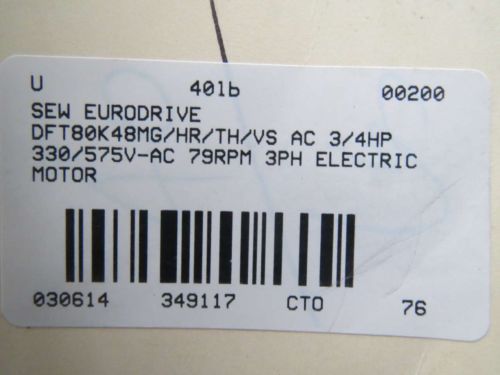 U 40lb 00200
SEW EURODRIVE
DFT80K48MG/HR/TH/VS AC 3/4HP
330/575V-AC 79RPM 3PH ELECTRIC
MOTOR
030614 349117 CTO 76